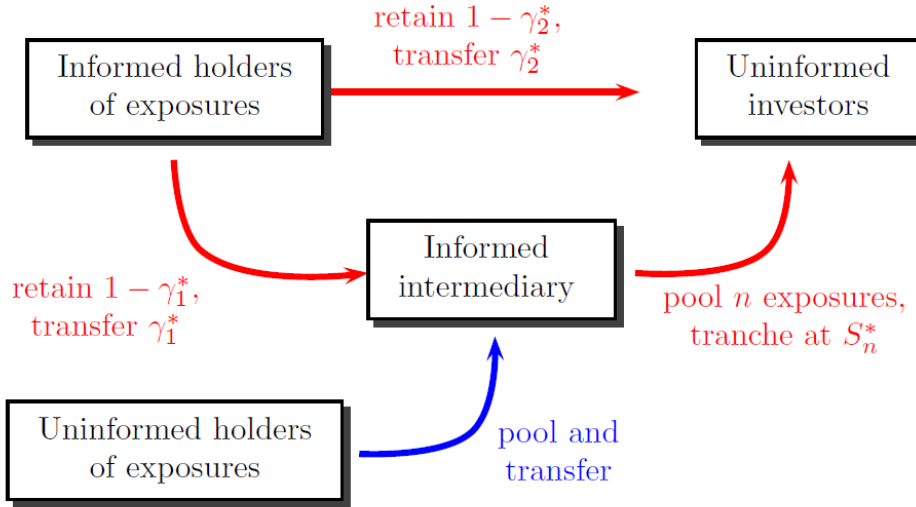 retain 1 − γ₂*,
transfer γ₂*
Informed holders
of exposures
Uninformed
investors
Informed
intermediary
retain 1 − γ₁*,
transfer γ₁*
pool n exposures,
tranche at Sₙ*
Uninformed holders
of exposures
pool and
transfer